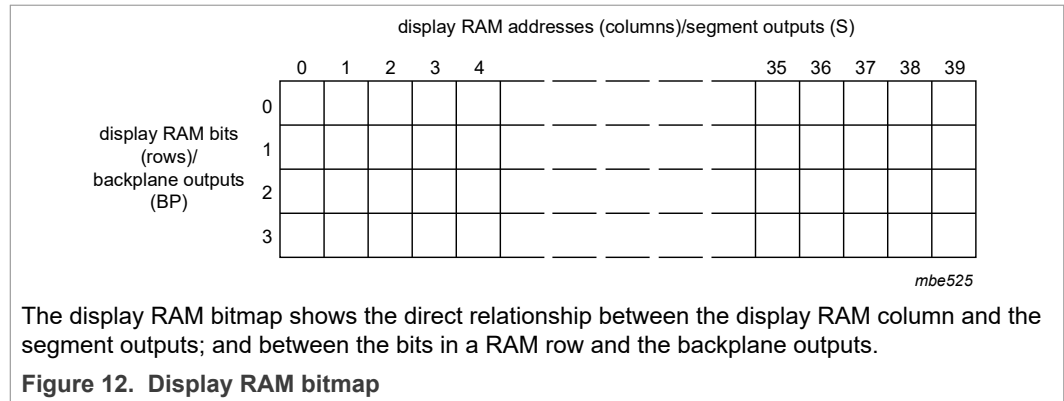 display RAM addresses (columns)/segment outputs (S)
0 1 2 3 4 35 36 37 38 39
0
display RAM bits
1
(rows)/
backplane outputs
2
(BP)
3
mbe525
The display RAM bitmap shows the direct relationship between the display RAM column and the
segment outputs; and between the bits in a RAM row and the backplane outputs.
Figure 12. Display RAM bitmap